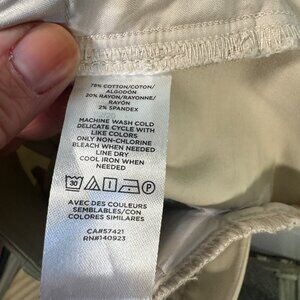 78% COTTON/COTON/
ALGODÓN
20% RAYON/RAYONNE/
RAYÓN
2% SPANDEX
MACHINE WASH COLD
DELICATE CYCLE WITH
LIKE COLORS
ONLY NON-CHLORINE
BLEACH WHEN NEEDED
LINE DRY
COOL IRON WHEN
NEEDED
30 P
AVEC DES COULEURS
SEMBLABLES/CON
COLORES SIMILARES
CA#57421
RN#140923